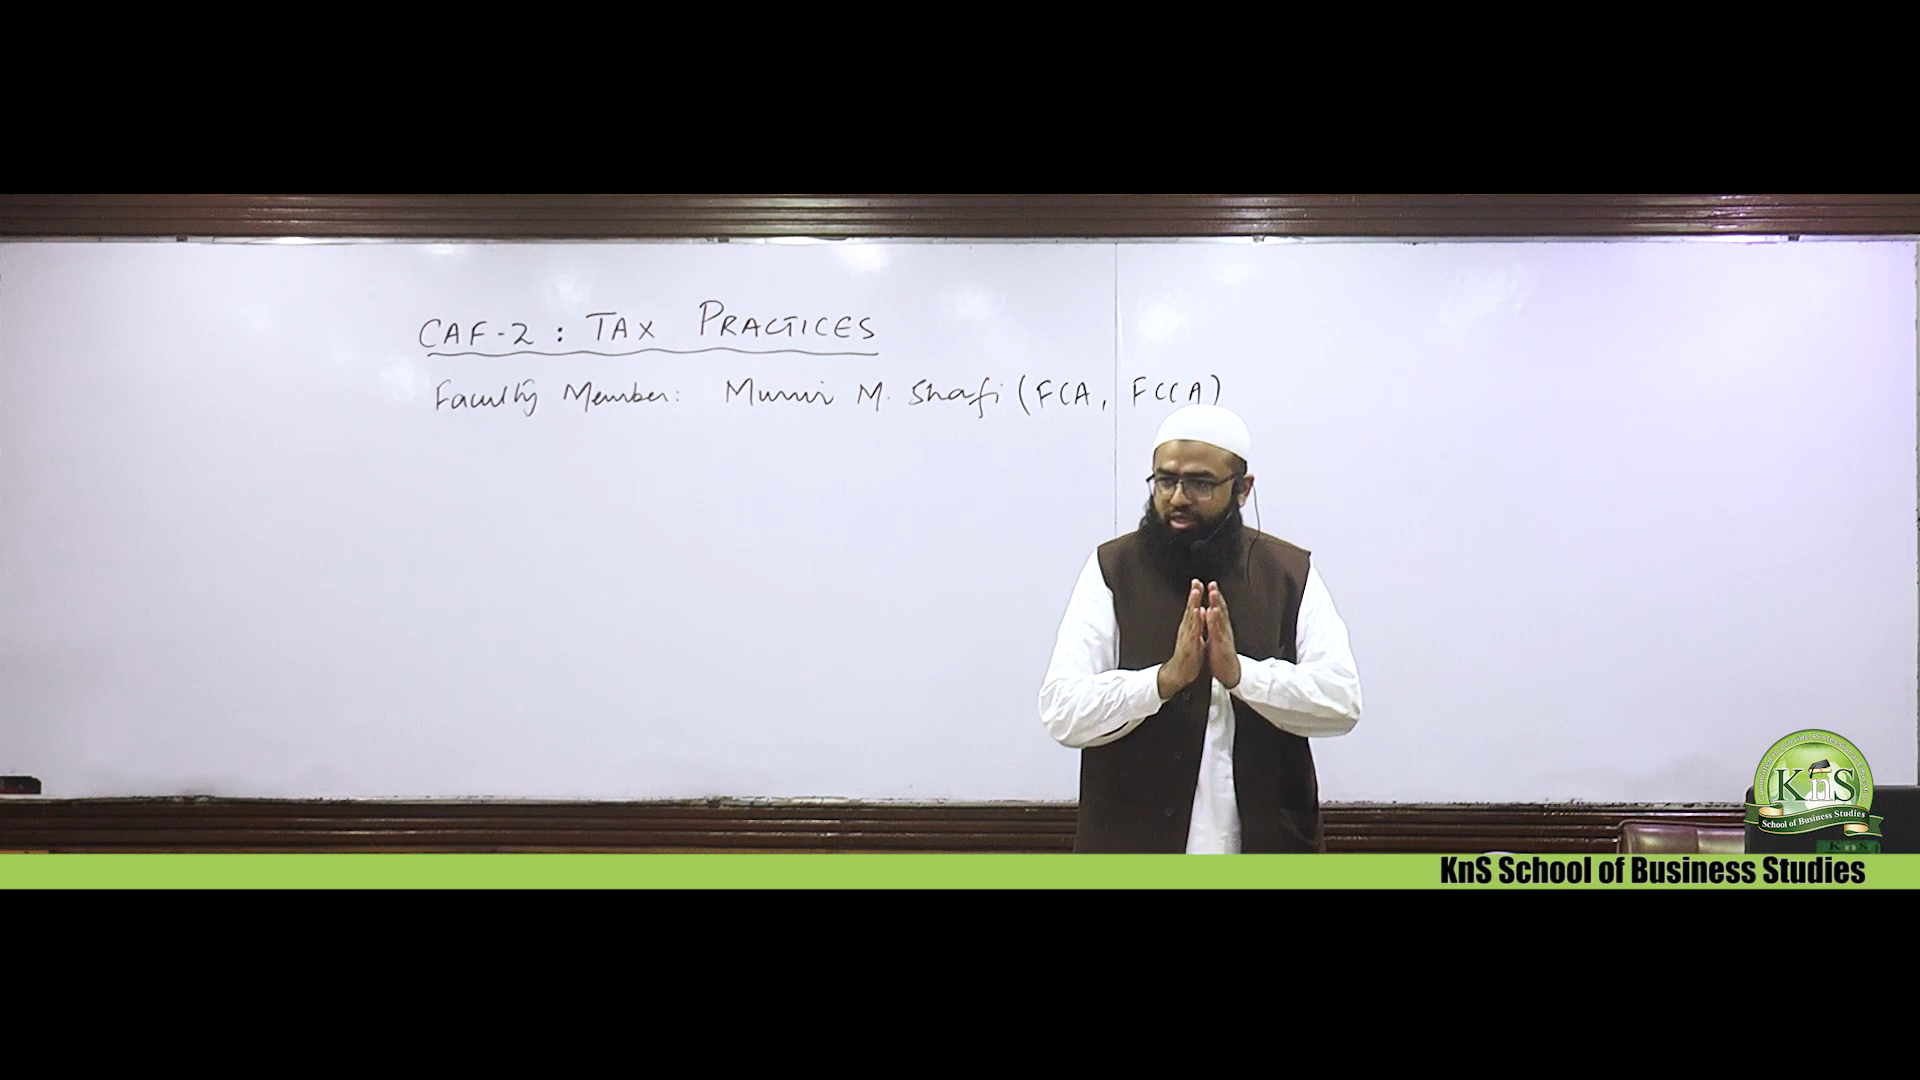 CAF-2 : TAX PRACTICES
Faculty Member: Munir M. Shafi (FCA, FCCA)
KnS
School of Business Studies
KnS
KnS School of Business Studies